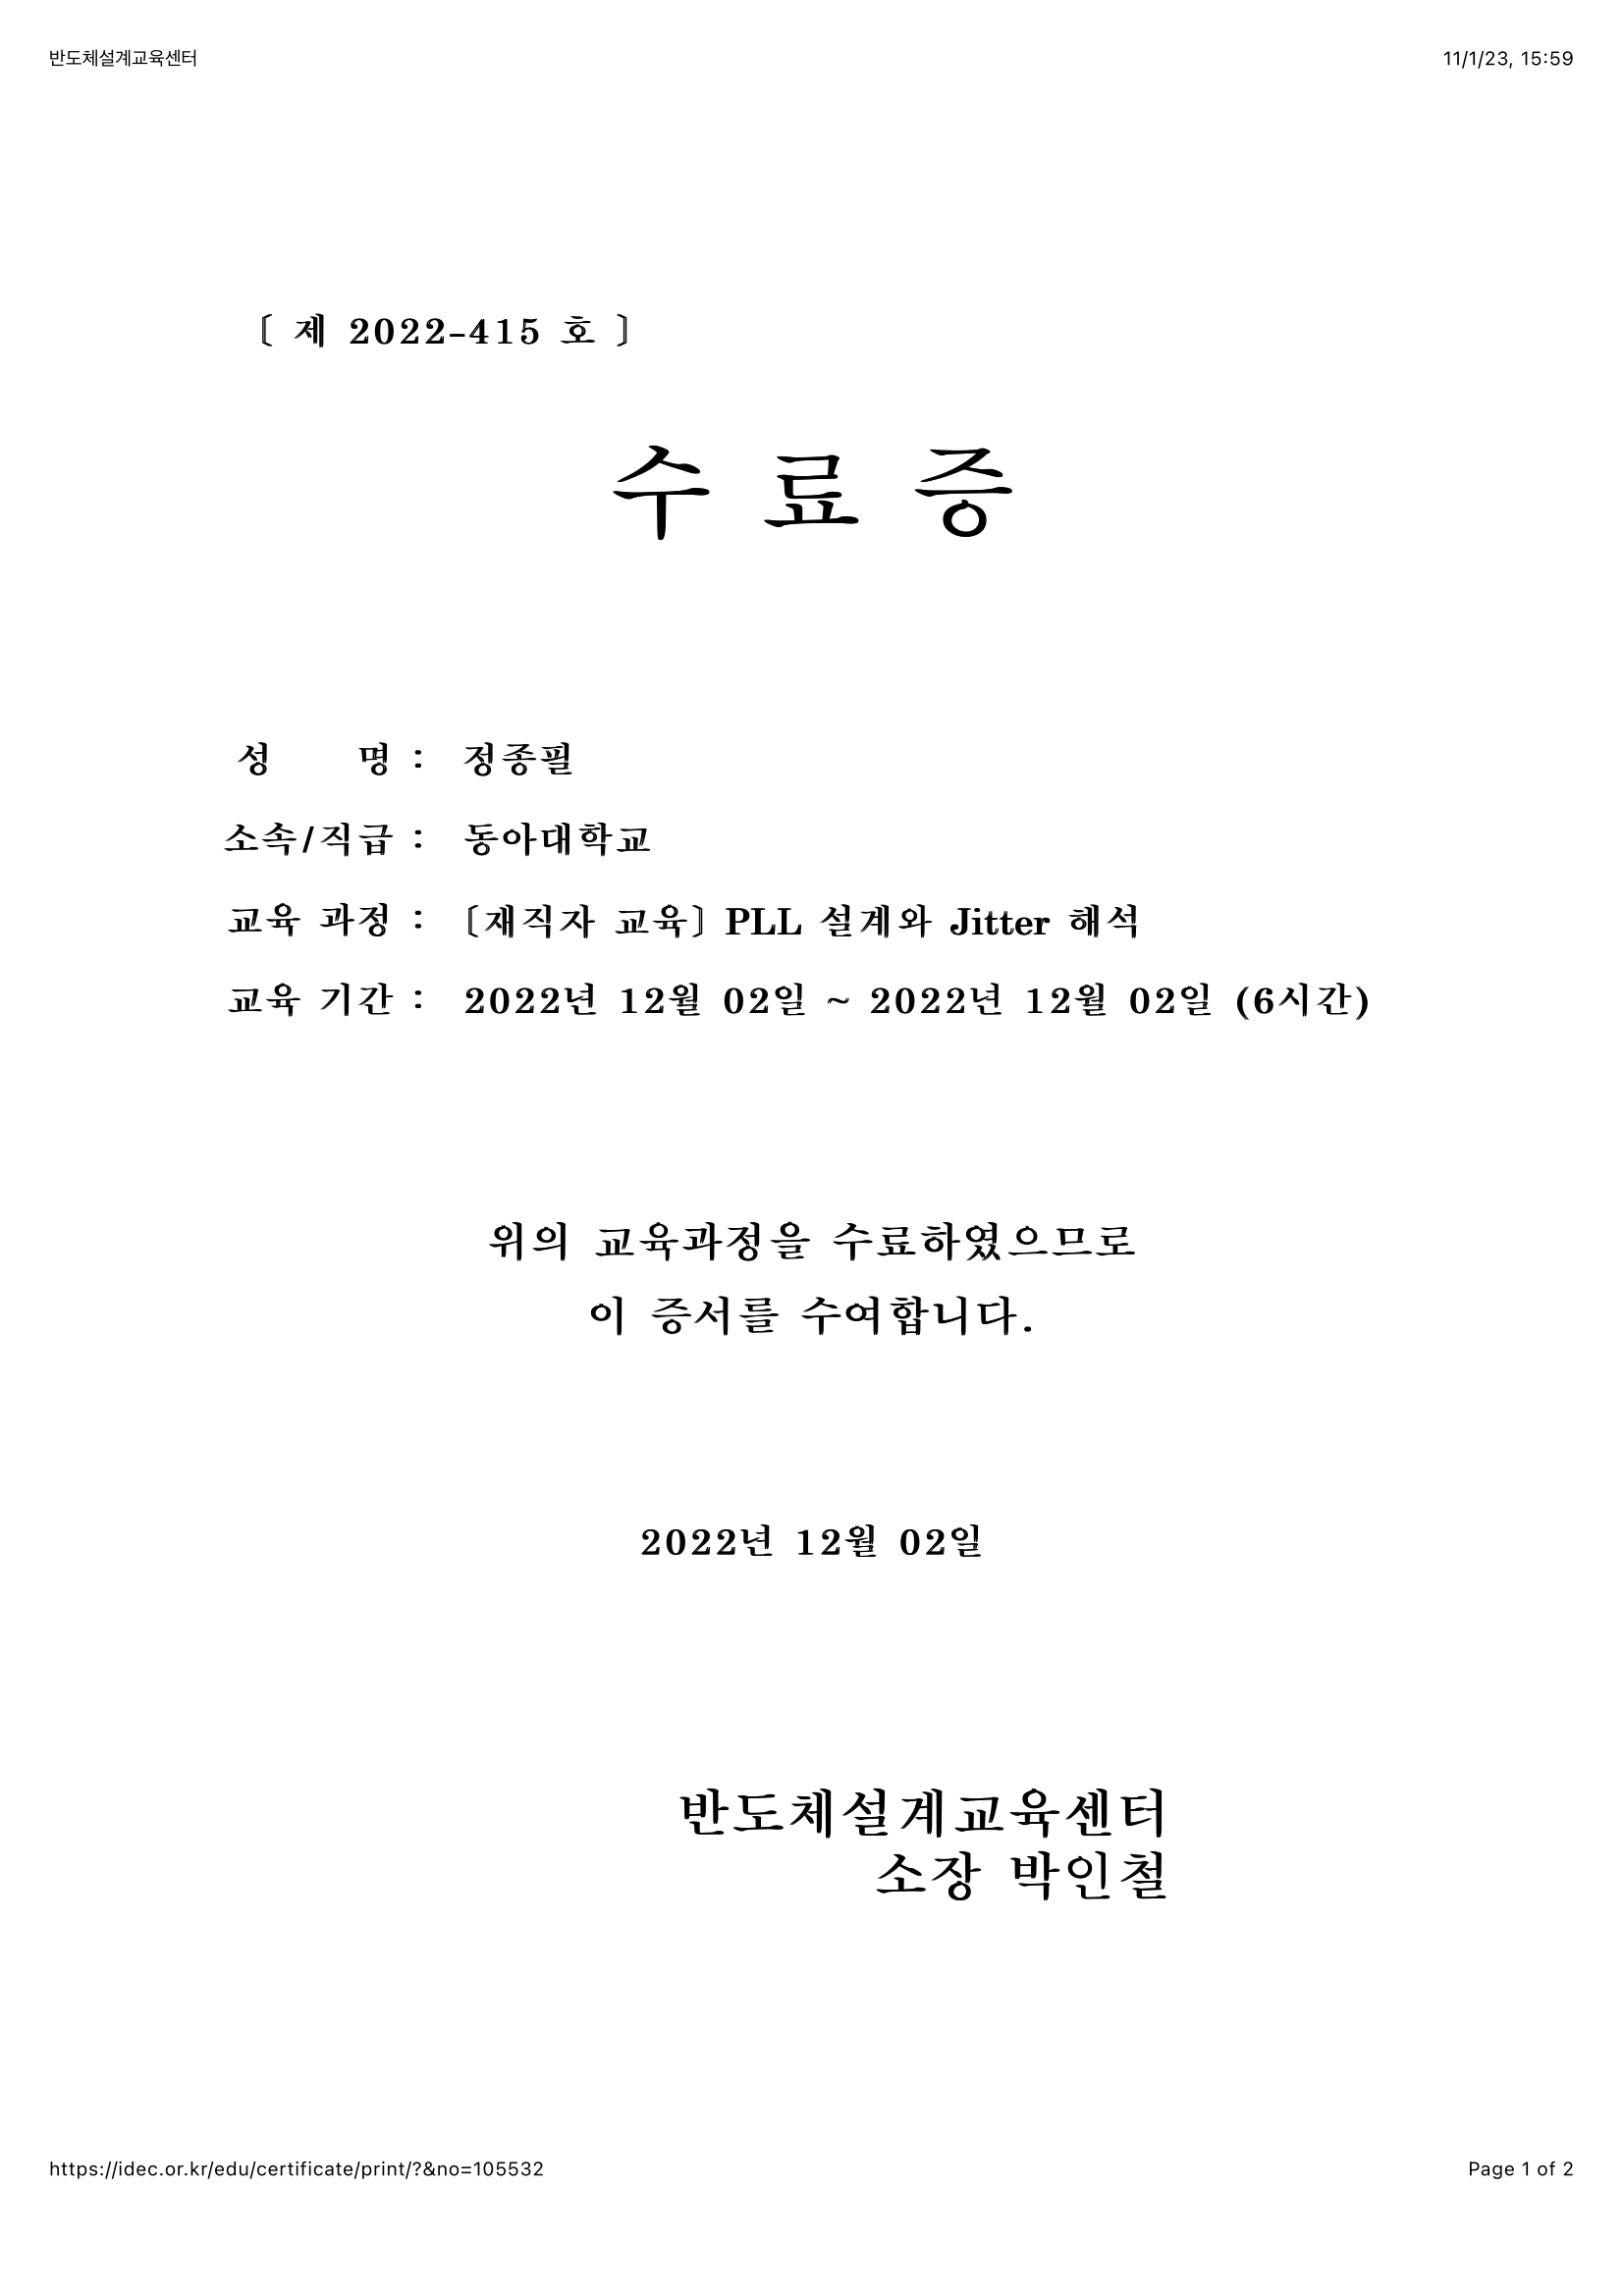 반도체설계교육센터 11/1/23, 15:59
〔 제 2022-415 호 〕
수 료 증
성 명 : 정종필
소속/직급 : 동아대학교
교육 과정 : 〔재직자 교육〕 PLL 설계와 Jitter 해석
교육 기간 : 2022년 12월 02일 ~ 2022년 12월 02일 (6시간)
위의 교육과정을 수료하였으므로
이 증서를 수여합니다.
2022년 12월 02일
반도체설계교육센터
소장 박인철
https://idec.or.kr/edu/certificate/print/?&no=105532 Page 1 of 2